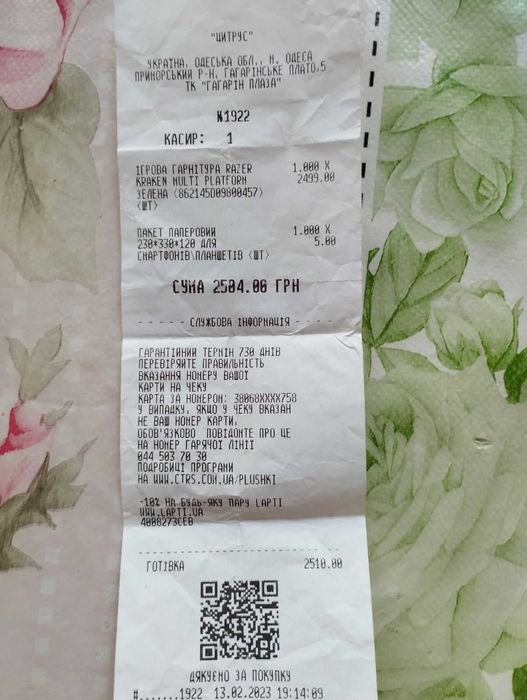 "ЦИТРУС"
УКРАЇНА, ОДЕСЬКА ОБЛ., М. ОДЕСА
ПРИМОРСЬКИЙ Р-Н, ГАГАРІНСЬКЕ ПЛАТО,5
ТК "ГАГАРІН ПЛАЗА"
N1922
КАСИР: 1
ІГРОВА ГАРНІТУРА RAZER 1.000 X
KRAKEN MULTI PLATFORM 2499.00
ЗЕЛЕНА <862145009800457>
<ШТ>
ПАКЕТ ПАПЕРОВИЙ 1.000 X
230*330*120 ДЛЯ 5.00
СМАРТФОНІВ\ПЛАНШЕТІВ <ШТ>
СУМА 2504.00 ГРН
- - - - - СЛУЖБОВА ІНФОРМАЦІЯ - - - - -
ГАРАНТІЙНИЙ ТЕРМІН 730 ДНІВ
ПЕРЕВІРЯЙТЕ ПРАВИЛЬНІСТЬ
ВКАЗАННЯ НОМЕРУ ВАШОЇ
КАРТИ НА ЧЕКУ
КАРТА ЗА НОМЕРОМ: 38068XXXX758
У ВИПАДКУ, ЯКЩО У ЧЕКУ ВКАЗАН
НЕ ВАШ НОМЕР КАРТИ,
ОБОВ'ЯЗКОВО ПОВІДОМТЕ ПРО ЦЕ
НА НОМЕР ГАРЯЧОЇ ЛІНІЇ
044 503 70 30
ПОДРОБИЦІ ПРОГРАМИ
НА WWW.CTRS.COM.UA/PLUSHKI
-10% НА БУДЬ-ЯКУ ПАРУ LAPTI
WWW.LAPTI.UA
4008273CE0
ГОТІВКА 2510.00
ДЯКУЄМО ЗА ПОКУПКУ
#.......1922 13.02.2023 19:14:09